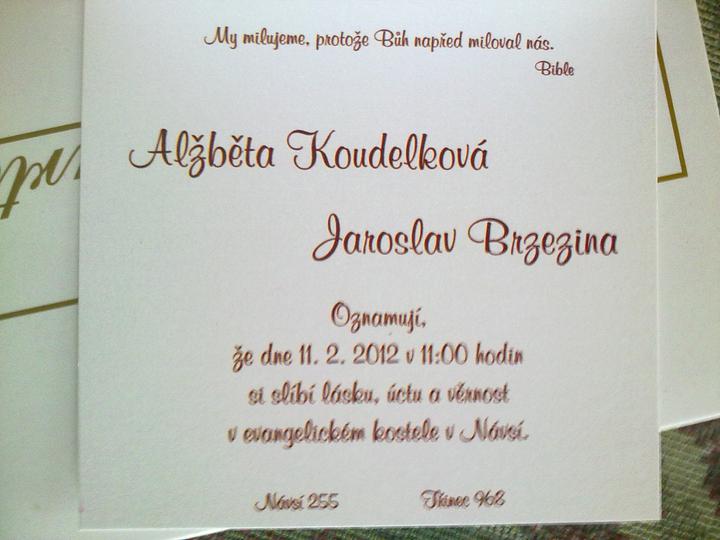 My milujeme, protože Bůh napřed miloval nás.
Bible
Alžběta Koudelková
Jaroslav Brzezina
Oznamují,
že dne 11. 2. 2012 v 11:00 hodin
si slíbí lásku, úctu a věrnost
v evangelickém kostele v Návsí.
Návsí 255 Tkinec 968